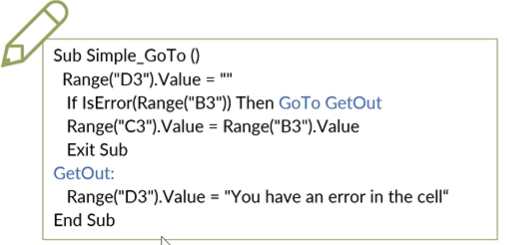 Sub Simple_GoTo ()
Range("D3").Value = ""
If IsError(Range("B3")) Then GoTo GetOut
Range("C3").Value = Range("B3").Value
Exit Sub
GetOut:
Range("D3").Value = "You have an error in the cell“
End Sub